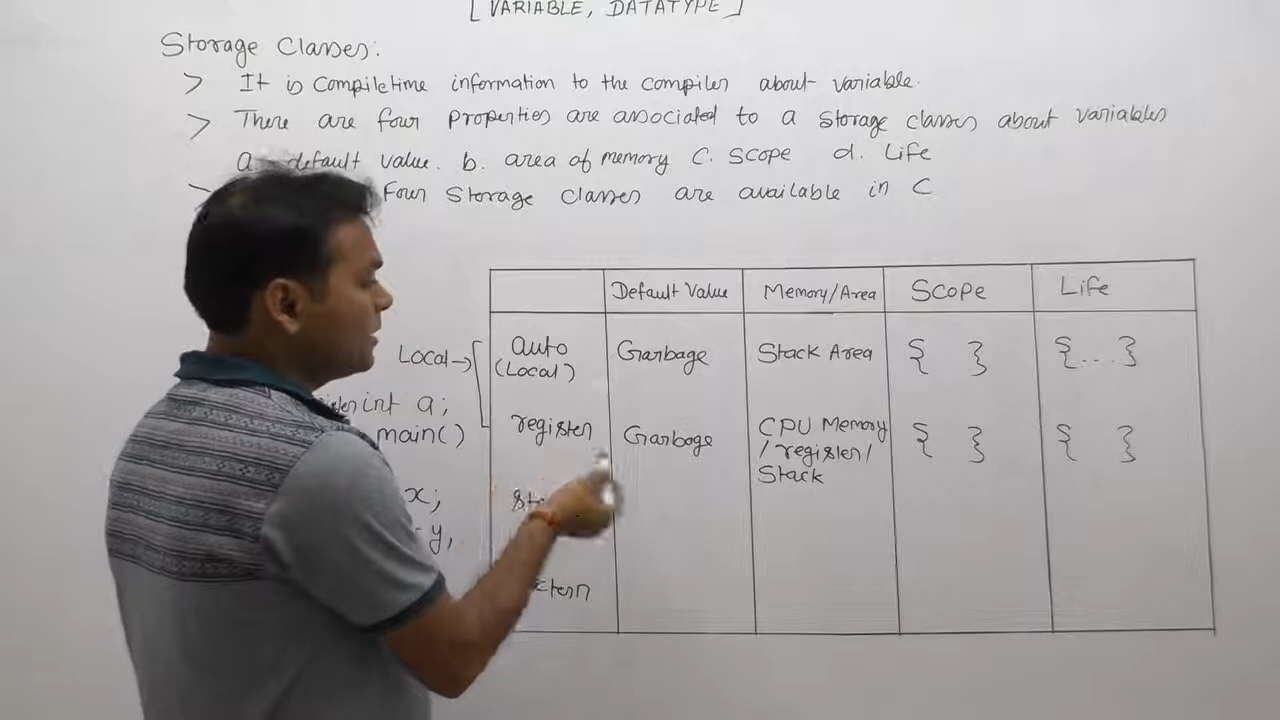 [ VARIABLE, DATATYPE ]
Storage Classes:
> It is compiletime information to the compiler about variable.
> There are four properties are associated to a storage classes about variables
a default value. b. area of memory C. Scope d. Life
Four Storage Classes are available in C
Default Value Memory/Area Scope Life
Local→ auto Garbage Stack Area { } {...}
(Local)
int a;
register Garbage CPU Memory { } { }
main() /register/
Stack
x;
y,